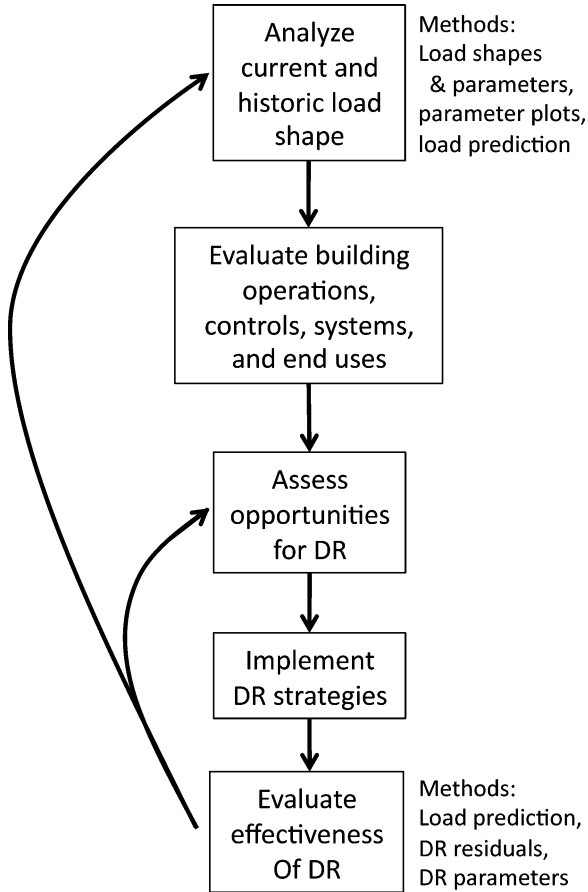 Analyze
current and
historic load
shape
Methods:
Load shapes
& parameters,
parameter plots,
load prediction
Evaluate building
operations,
controls, systems,
and end uses
Assess
opportunities
for DR
Implement
DR strategies
Evaluate
effectiveness
Of DR
Methods:
Load prediction,
DR residuals,
DR parameters